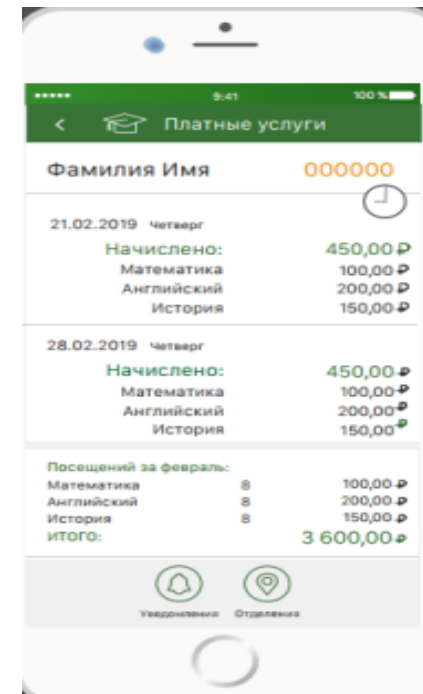 9:41 100 %
< Платные услуги
Фамилия Имя 000000
21.02.2019 Четверг
Начислено: 450,00 ₽
Математика 100,00 ₽
Английский 200,00 ₽
История 150,00 ₽
28.02.2019 Четверг
Начислено: 450,00 ₽
Математика 100,00 ₽
Английский 200,00 ₽
История 150,00 ₽
Посещений за февраль:
Математика 8 100,00 ₽
Английский 8 200,00 ₽
История 8 150,00 ₽
ИТОГО: 3 600,00 ₽
Уведомления Отделения